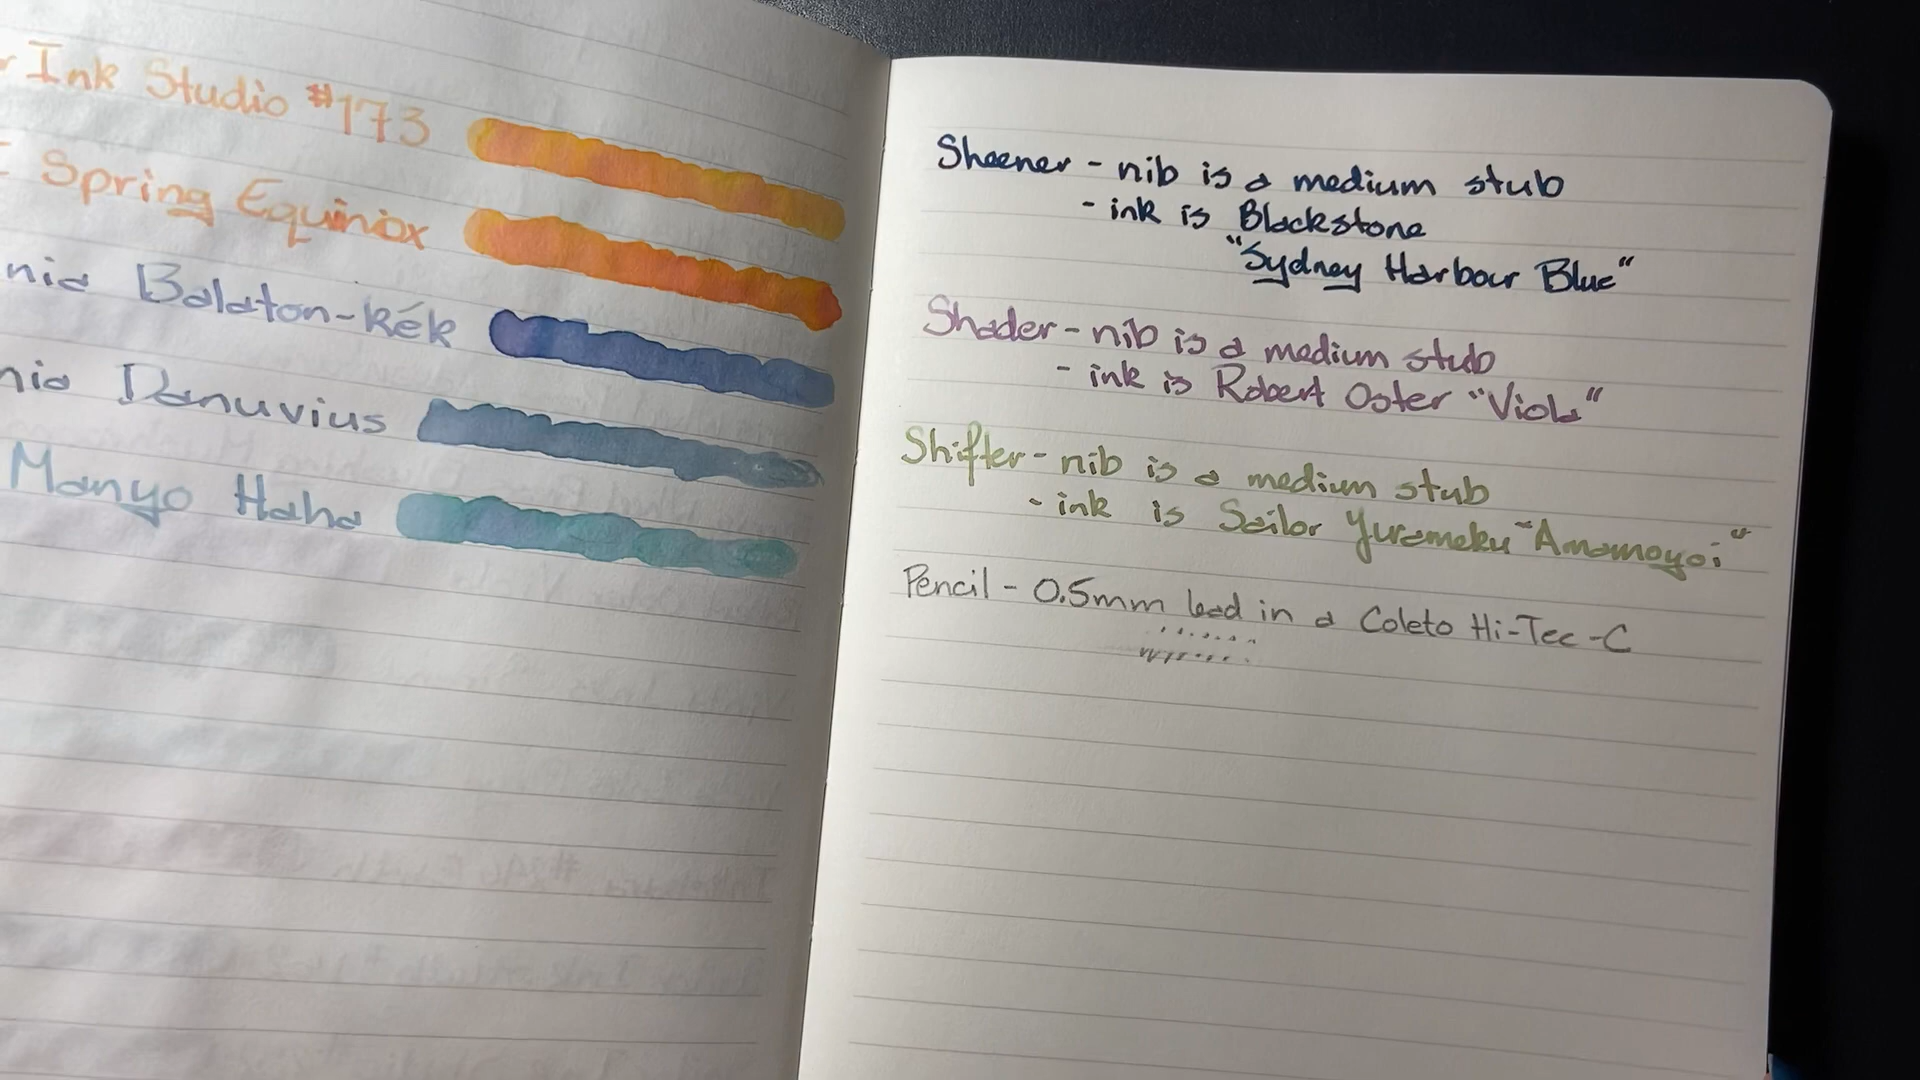 r Ink Studio #173
Spring Equinox
nia Balaton-kék
nia Danuvius
Manyo Haha
Sheener - nib is a medium stub
- ink is Blackstone
"Sydney Harbour Blue"
Shader - nib is a medium stub
- ink is Robert Oster "Viola"
Shifter - nib is a medium stub
- ink is Sailor Yurameku "Amamoyoi"
Pencil - 0.5mm lead in a Coleto Hi-Tec-C